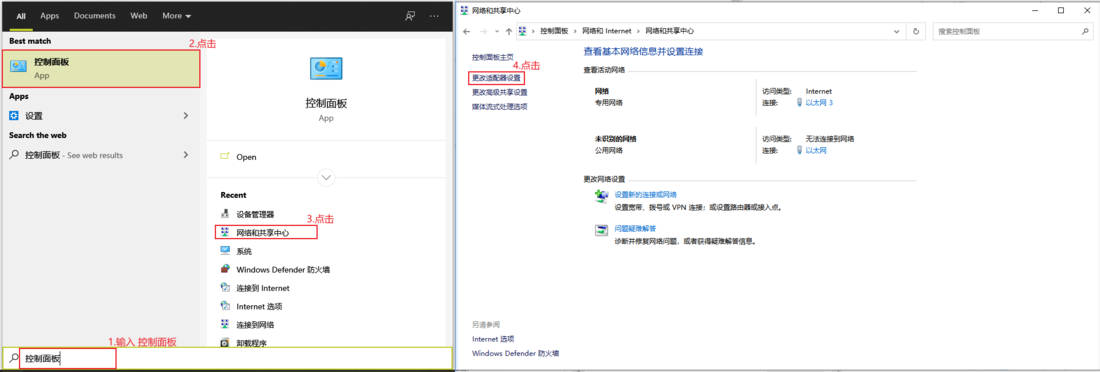 All Apps Documents Web More
Best match
2.点击
控制面板
App
Apps
设置
Search the web
控制面板 - See web results
控制面板
App
Open
Recent
设备管理器
3.点击
网络和共享中心
系统
Windows Defender 防火墙
连接到 Internet
Internet 选项
连接到网络
卸载程序
1.输入 控制面板
控制面板
网络和共享中心
控制面板 网络和 Internet 网络和共享中心
搜索控制面板
控制面板主页
4.点击
更改适配器设置
更改高级共享设置
媒体流式处理选项
查看基本网络信息并设置连接
查看活动网络
网络
专用网络
访问类型: Internet
连接: 以太网 3
未识别的网络
公用网络
访问类型: 无法连接到网络
连接: 以太网
更改网络设置
设置新的连接或网络
设置宽带、拨号或 VPN 连接；或设置路由器或接入点。
问题疑难解答
诊断并修复网络问题，或者获得疑难解答信息。
另请参阅
Internet 选项
Windows Defender 防火墙